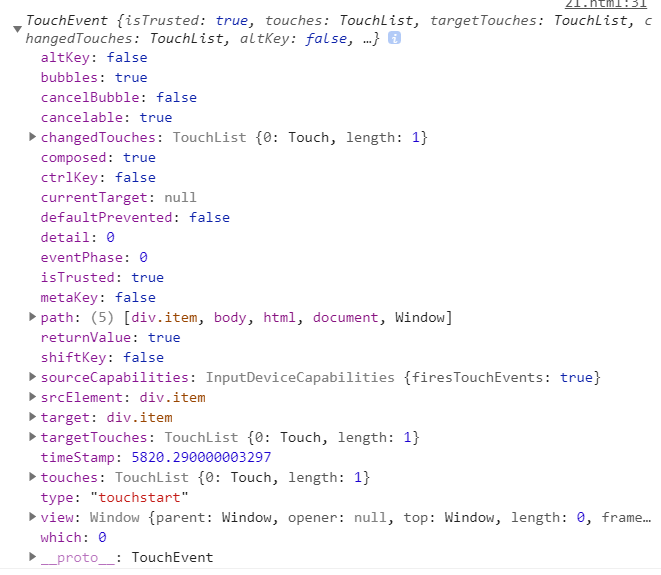 21.html:31
TouchEvent {isTrusted: true, touches: TouchList, targetTouches: TouchList, c
hangedTouches: TouchList, altKey: false, …} i
altKey: false
bubbles: true
cancelBubble: false
cancelable: true
changedTouches: TouchList {0: Touch, length: 1}
composed: true
ctrlKey: false
currentTarget: null
defaultPrevented: false
detail: 0
eventPhase: 0
isTrusted: true
metaKey: false
path: (5) [div.item, body, html, document, Window]
returnValue: true
shiftKey: false
sourceCapabilities: InputDeviceCapabilities {firesTouchEvents: true}
srcElement: div.item
target: div.item
targetTouches: TouchList {0: Touch, length: 1}
timeStamp: 5820.290000003297
touches: TouchList {0: Touch, length: 1}
type: "touchstart"
view: Window {parent: Window, opener: null, top: Window, length: 0, frame…
which: 0
__proto__: TouchEvent